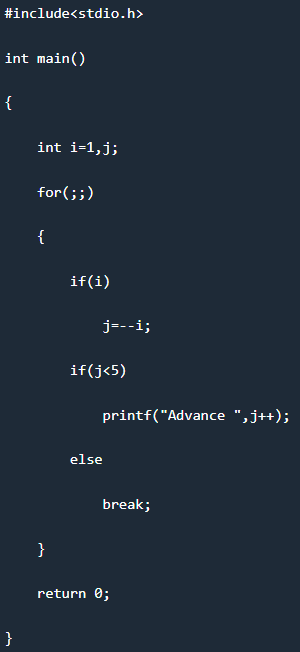 #include<stdio.h>
int main()
{
    int i=1,j;
    for(;;)
    {
        if(i)
            j=--i;
        if(j<5)
            printf("Advance ",j++);
        else
            break;
    }
    return 0;
}